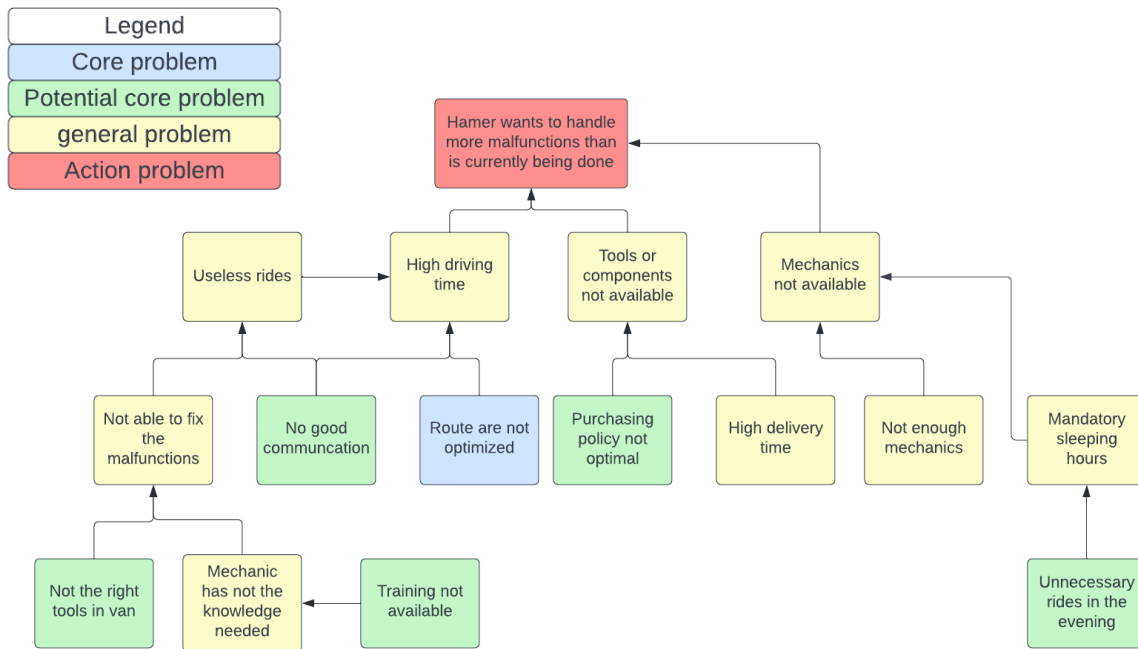 Legend
Core problem
Potential core problem
general problem
Action problem
Hamer wants to handle
more malfunctions than
is currently being done
Useless rides
High driving
time
Tools or
components
not available
Mechanics
not available
Not able to fix
the
malfunctions
No good
communcation
Route are not
optimized
Purchasing
policy not
optimal
High delivery
time
Not enough
mechanics
Mandatory
sleeping
hours
Not the right
tools in van
Mechanic
has not the
knowledge
needed
Training not
available
Unnecessary
rides in the
evening